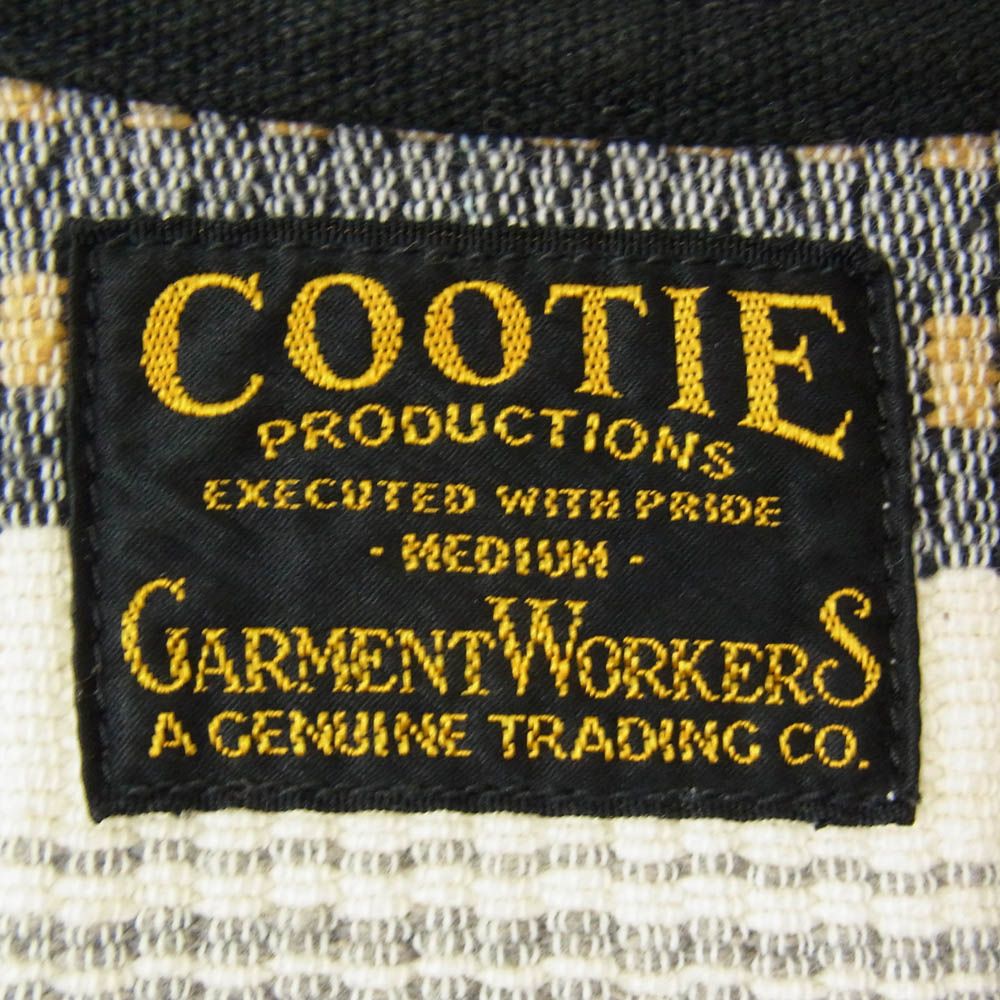 COOTIE
PRODUCTIONS
EXECUTED WITH PRIDE
- MEDIUM -
GARMENTWORKERS
A GENUINE TRADING CO.